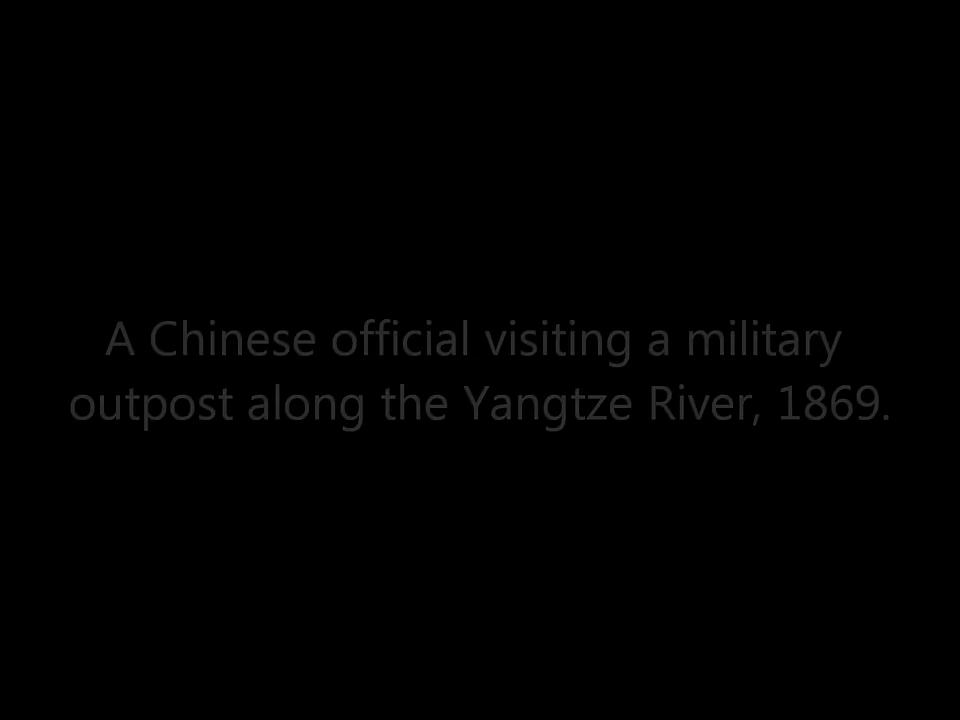 A Chinese official visiting a military
outpost along the Yangtze River, 1869.